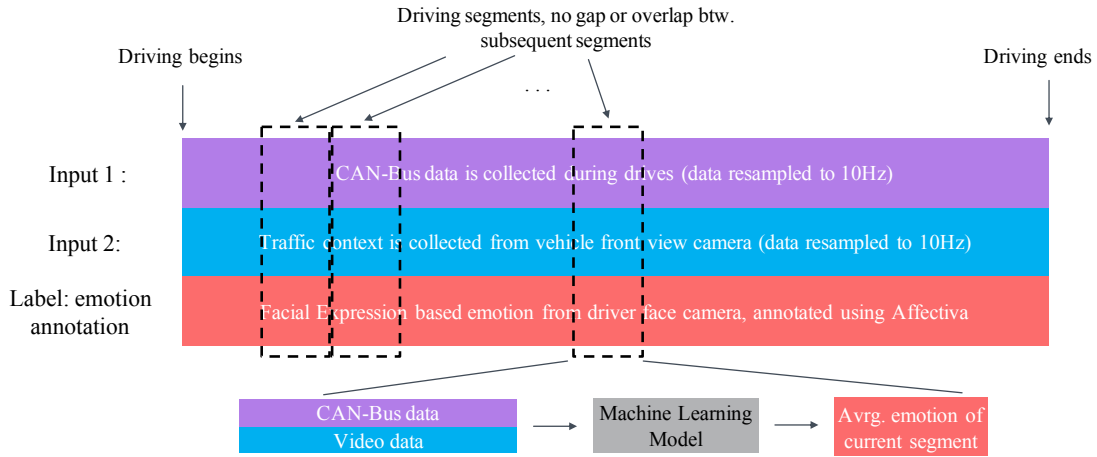 Driving segments, no gap or overlap btw.
subsequent segments
Driving begins
Driving ends
. . .
Input 1 :
CAN-Bus data is collected during drives (data resampled to 10Hz)
Input 2:
Traffic context is collected from vehicle front view camera (data resampled to 10Hz)
Label: emotion
annotation
Facial Expression based emotion from driver face camera, annotated using Affectiva
CAN-Bus data
Video data
Machine Learning
Model
Avrg. emotion of
current segment